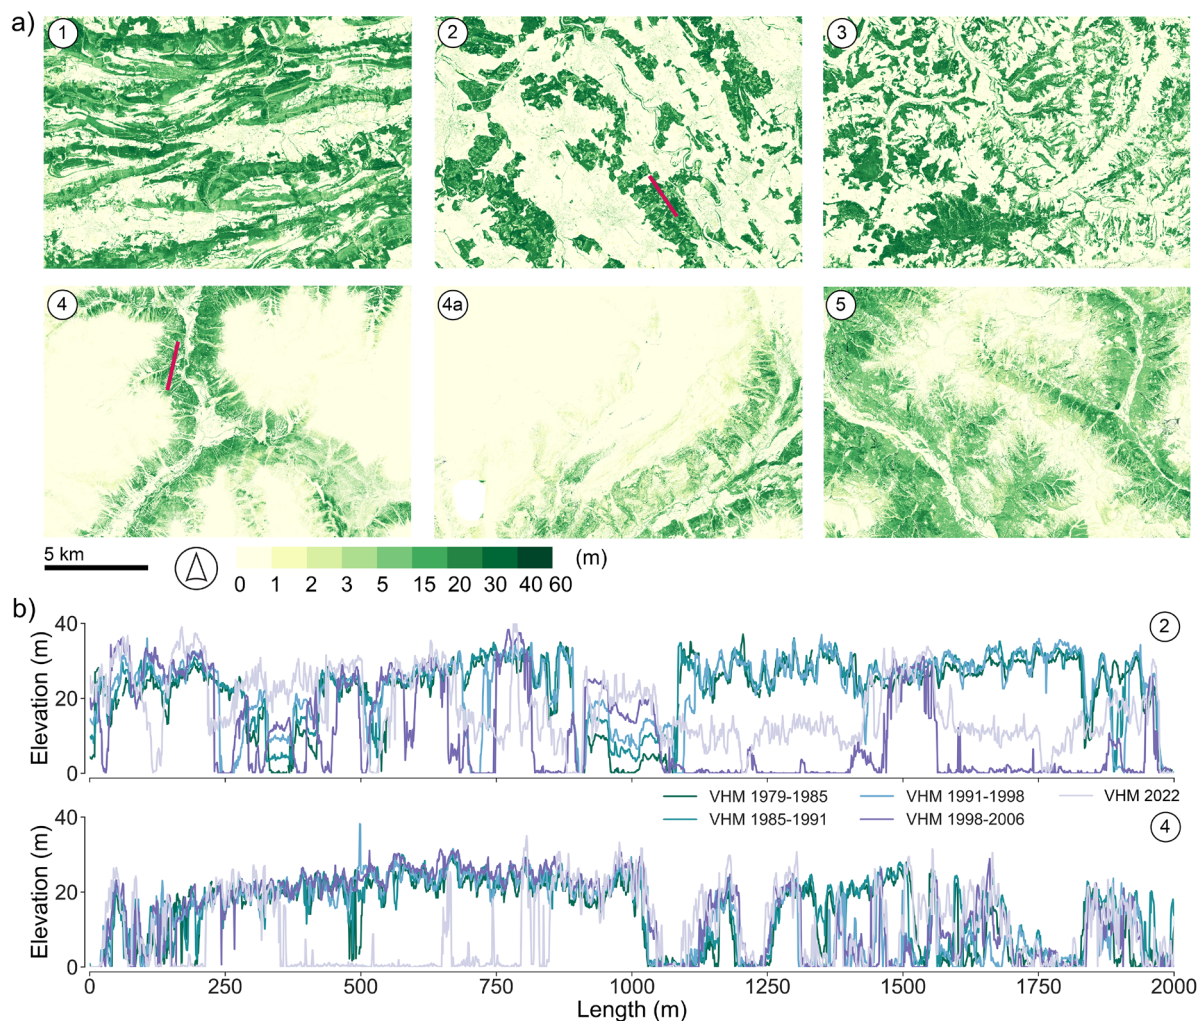 a)
1
2
3
4
4a
5
5 km
0 1 2 3 5 15 20 30 40 60 (m)
b)
Elevation (m)
40
20
0
2
VHM 1979-1985
VHM 1985-1991
VHM 1991-1998
VHM 1998-2006
VHM 2022
4
Elevation (m)
40
20
0
0 250 500 750 1000 1250 1500 1750 2000
Length (m)